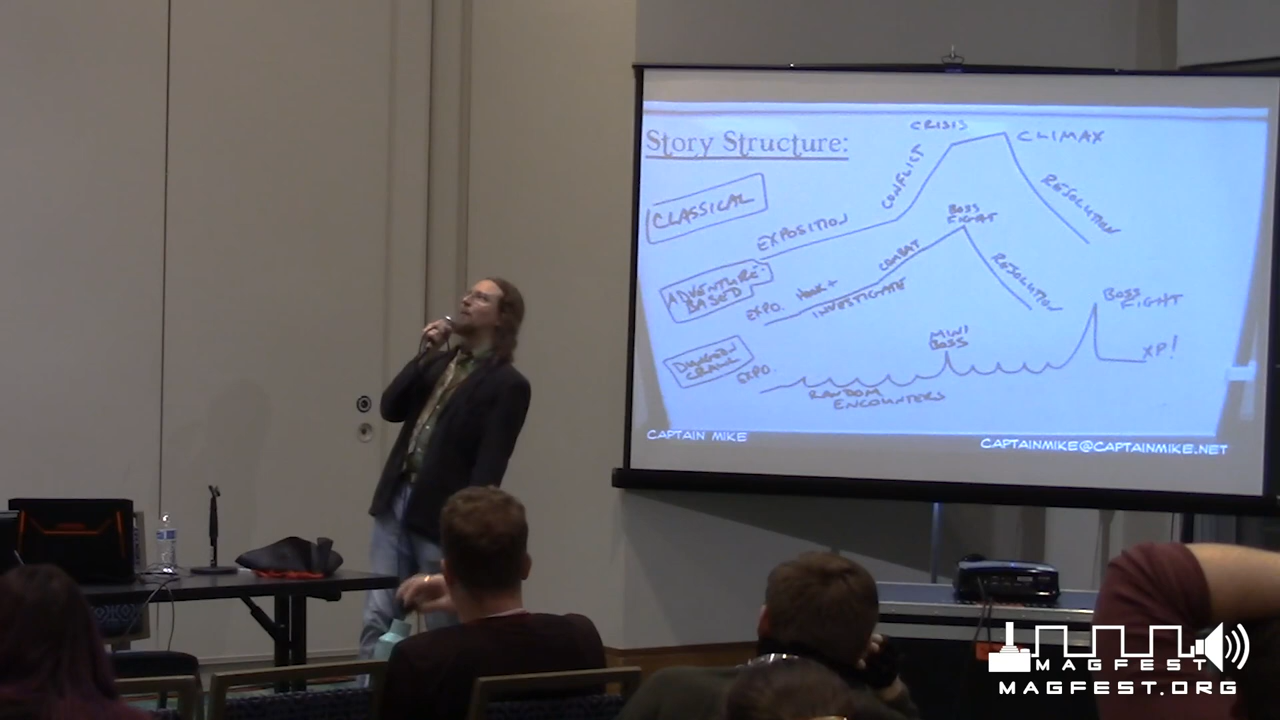 Story Structure:
CRISIS
CLIMAX
CONFLICT
RESOLUTION
CLASSICAL
EXPOSITION
BOSS
FIGHT
COMBAT
RESOLUTION
ADVENTURE-
BASED
EXPO.
HOOK +
INVESTIGATE
BOSS
FIGHT
MINI
BOSS
XP!
DUNGEON
CRAWL
EXPO.
RANDOM
ENCOUNTERS
CAPTAIN MIKE
CAPTAINMIKE@CAPTAINMIKE.NET
MAGFEST
MAGFEST.ORG